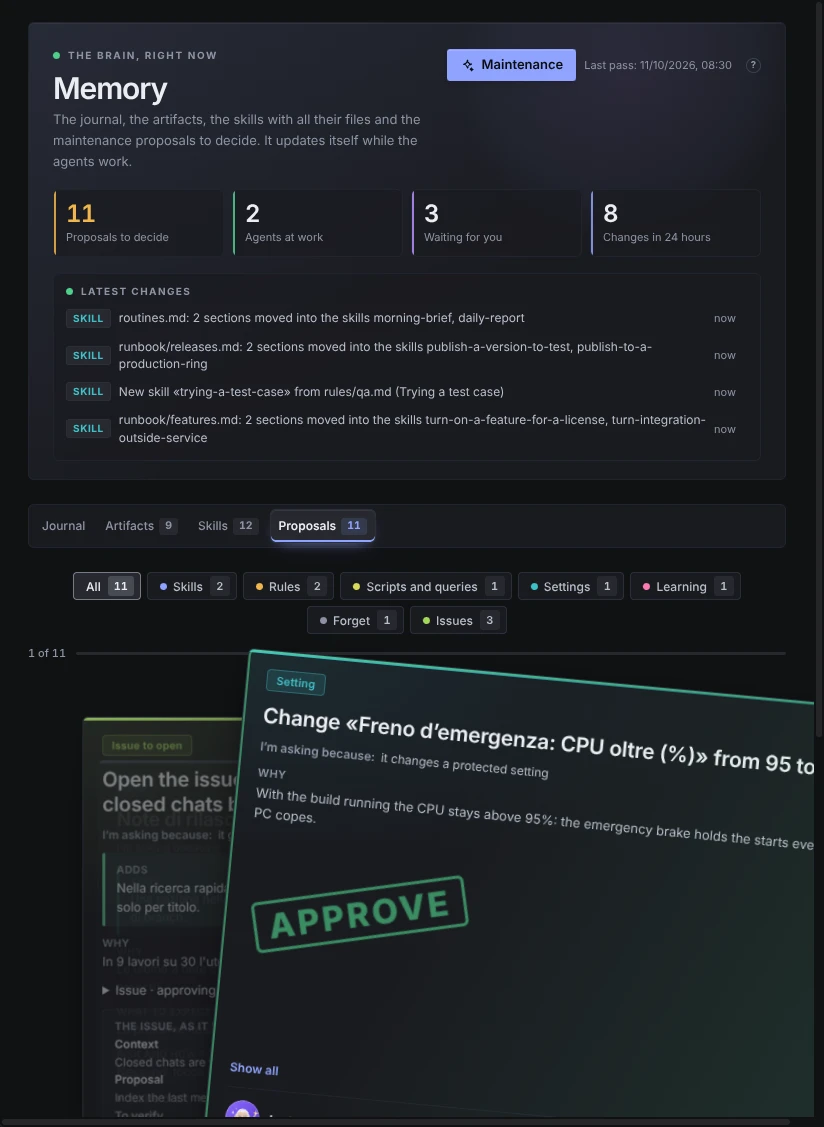 THE BRAIN, RIGHT NOW
Memory
The journal, the artifacts, the skills with all their files and the
maintenance proposals to decide. It updates itself while the
agents work.
Maintenance
Last pass: 11/10/2026, 08:30
?
11
Proposals to decide
2
Agents at work
3
Waiting for you
8
Changes in 24 hours
LATEST CHANGES
SKILL routines.md: 2 sections moved into the skills morning-brief, daily-report now
SKILL runbook/releases.md: 2 sections moved into the skills publish-a-version-to-test, publish-to-a-
production-ring now
SKILL New skill «trying-a-test-case» from rules/qa.md (Trying a test case) now
SKILL runbook/features.md: 2 sections moved into the skills turn-on-a-feature-for-a-license, turn-integration-
outside-service now
Journal Artifacts 9 Skills 12 Proposals 11
All 11 Skills 2 Rules 2 Scripts and queries 1 Settings 1 Learning 1
Forget 1 Issues 3
1 of 11
Setting
Change «Freno d’emergenza: CPU oltre (%)» from 95 to
I'm asking because: it changes a protected setting
WHY
With the build running the CPU stays above 95%: the emergency brake holds the starts eve
PC copes.
APPROVE
Show all
Issue to open
Open the issue
closed chats
I'm asking because: it
ADDS
Nella ricerca rapid
solo per titolo.
WHY
In 9 lavori su 30 l'ut
Issue · approving
THE ISSUE, AS IT
Context
Closed chats are
Proposal
Index the last me
To verify